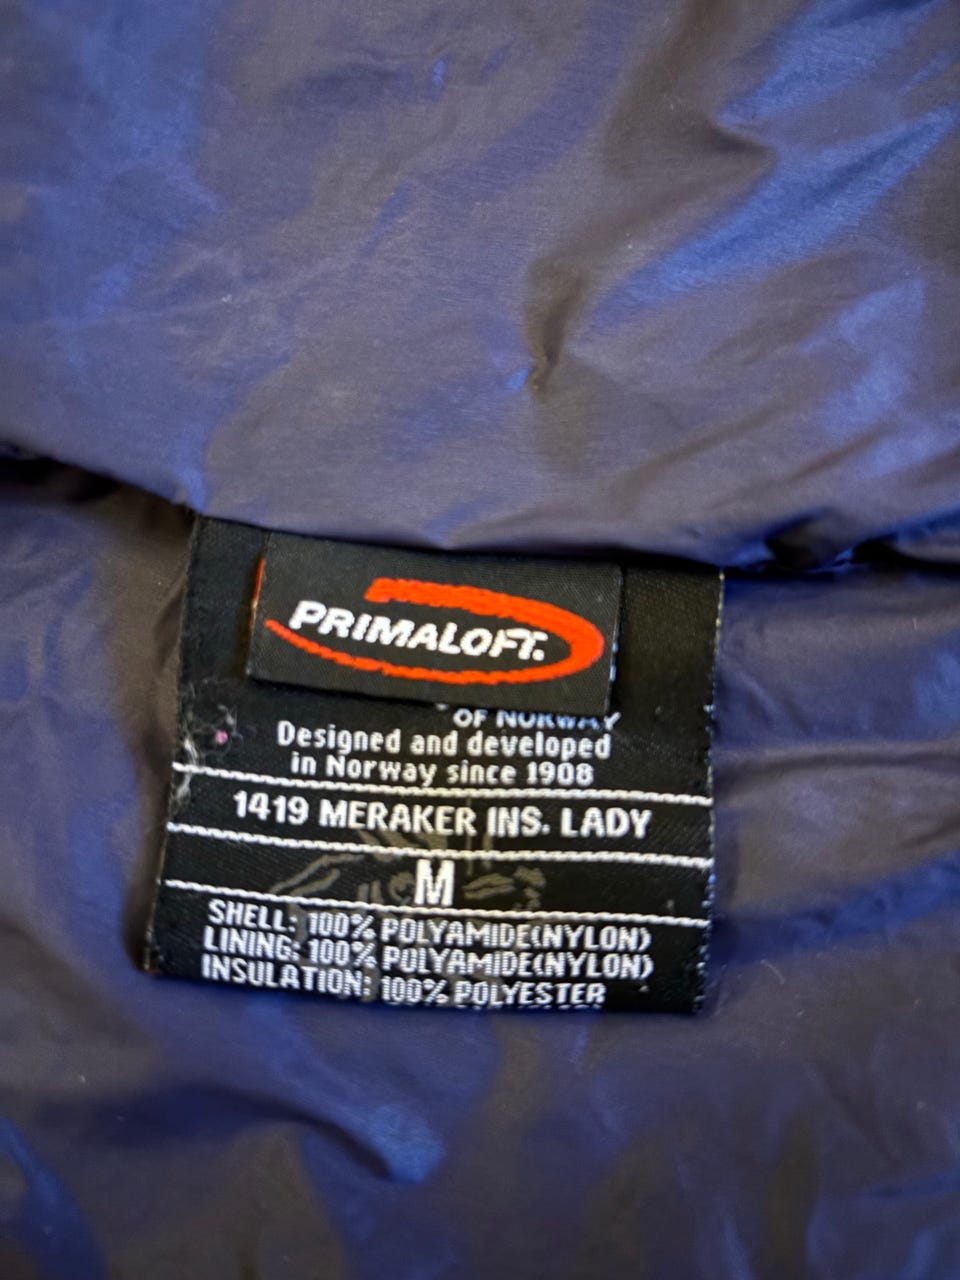 PRIMALOFT.
OF NORWAY
Designed and developed
in Norway since 1908
1419 MERAKER INS. LADY
M
SHELL: 100% POLYAMIDE(NYLON)
LINING: 100% POLYAMIDE(NYLON)
INSULATION: 100% POLYESTER